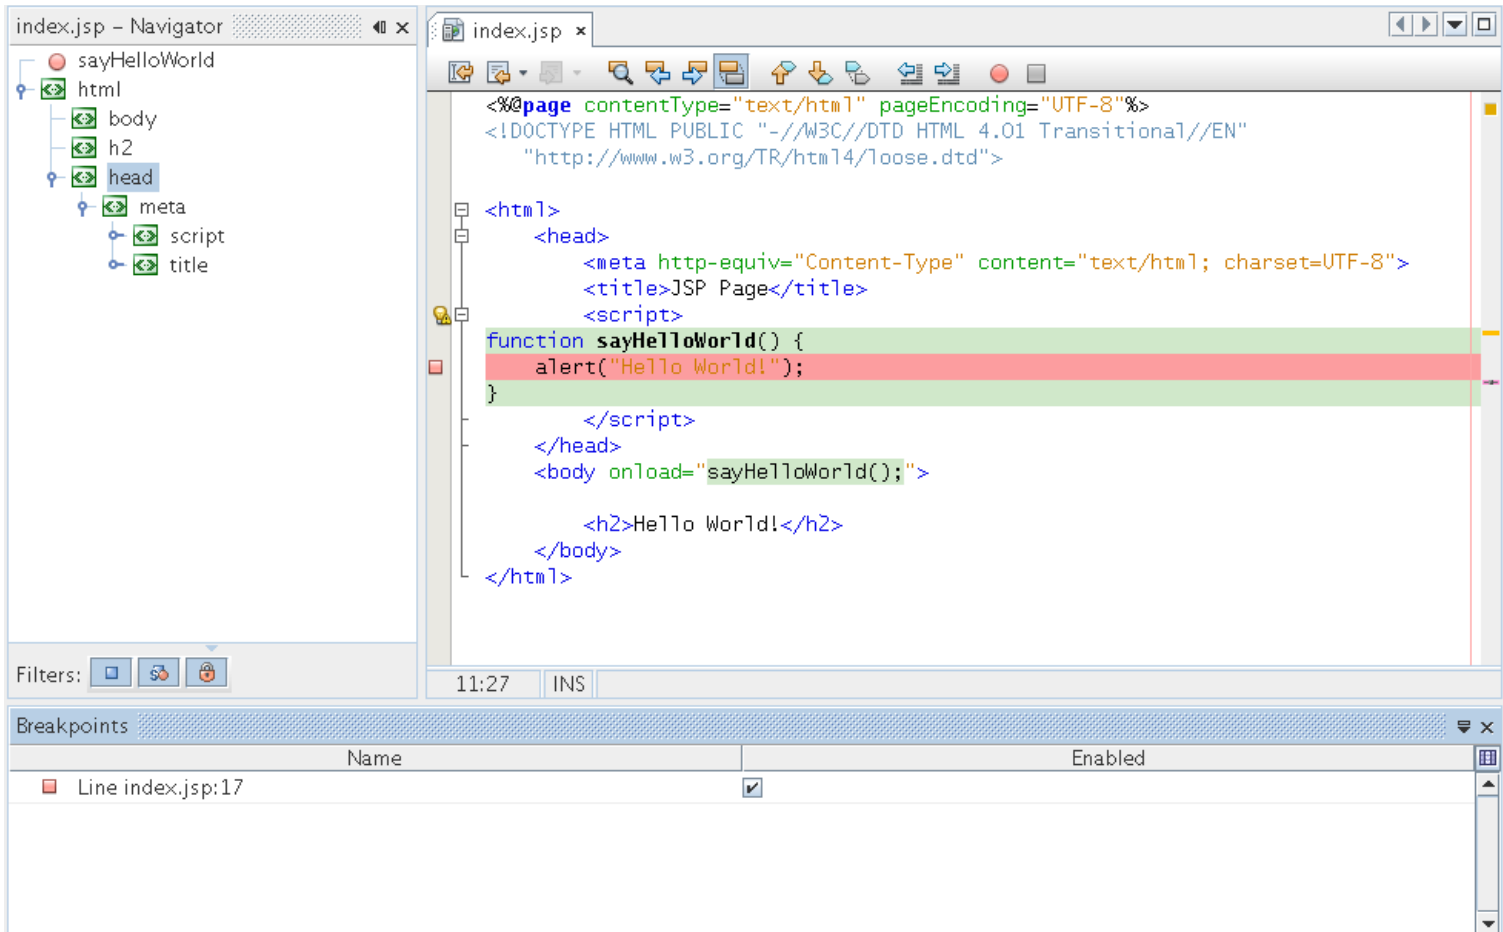 index.jsp – Navigator
sayHelloWorld
html
body
h2
head
meta
script
title
Filters:
index.jsp
<%@page contentType="text/html" pageEncoding="UTF-8"%>
<!DOCTYPE HTML PUBLIC "-//W3C//DTD HTML 4.01 Transitional//EN"
"http://www.w3.org/TR/html4/loose.dtd">
<html>
<head>
<meta http-equiv="Content-Type" content="text/html; charset=UTF-8">
<title>JSP Page</title>
<script>
function sayHelloWorld() {
alert("Hello World!");
}
</script>
</head>
<body onload="sayHelloWorld();">
<h2>Hello World!</h2>
</body>
</html>
11:27 INS
Breakpoints
Name Enabled
Line index.jsp:17